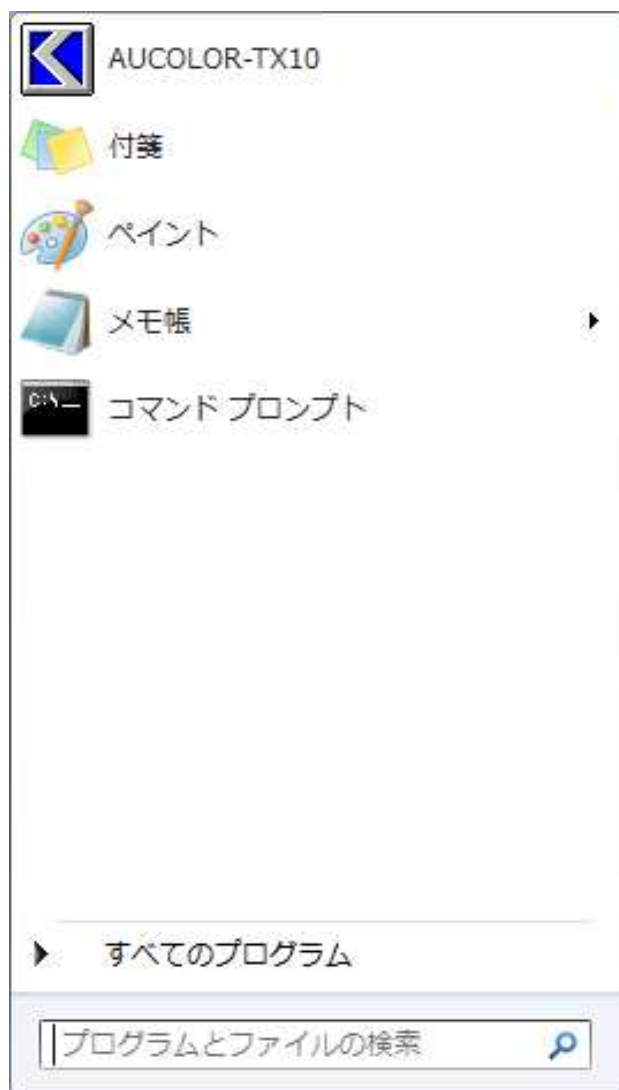 AUCOLOR-TX10
付箋
ペイント
メモ帳
C:\_
コマンド プロンプト
すべてのプログラム
プログラムとファイルの検索